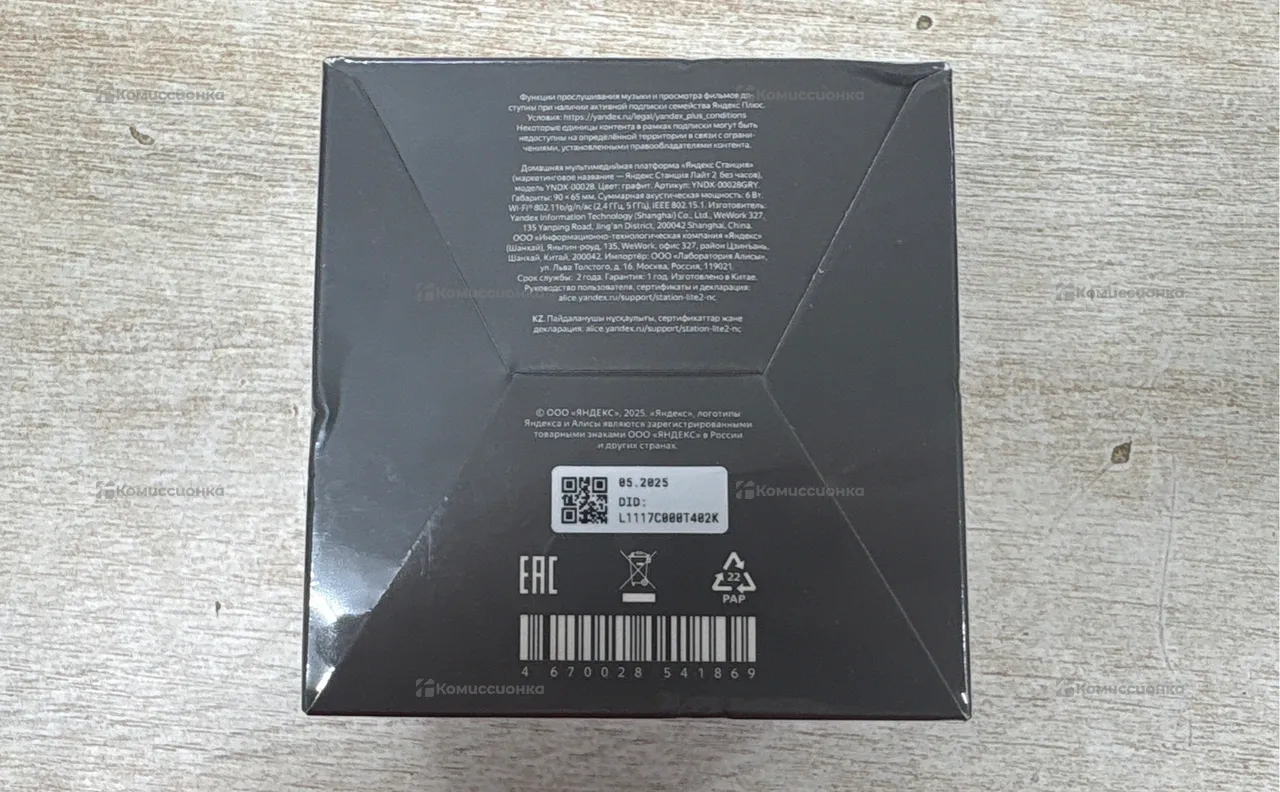 Функции прослушивания музыки и просмотра фильмов до-
ступны при наличии активной подписки семейства Яндекс Плюс.
Условия: https://yandex.ru/legal/yandex_plus_conditions
Некоторые единицы контента в рамках подписки могут быть
недоступны на определённой территории в связи с ограни-
чениями, установленными правообладателями контента.
Домашняя мультимедийная платформа «Яндекс Станция»
(маркетинговое название — Яндекс Станция Лайт 2 без часов),
модель YNDX-00028. Цвет: графит. Артикул: YNDX-00028GRY.
Габариты: 90 × 65 мм. Суммарная акустическая мощность: 6 Вт.
Wi-Fi® 802.11b/g/n/ac (2,4 ГГц, 5 ГГц), IEEE 802.15.1. Изготовитель:
Yandex Information Technology (Shanghai) Co., Ltd., WeWork 327,
135 Yanping Road, Jing'an District, 200042 Shanghai, China.
ООО «Информационно-технологическая компания «Яндекс»
(Шанхай), Яньпин-роуд, 135, WeWork, офис 327, район Цзинъань,
Шанхай, Китай, 200042. Импортёр: ООО «Лаборатория Алисы»,
ул. Льва Толстого, д. 16, Москва, Россия, 119021.
Срок службы: 2 года. Гарантия: 1 год. Изготовлено в Китае.
Руководство пользователя, сертификаты и декларация:
alice.yandex.ru/support/station-lite2-nc
KZ. Пайдаланушы нұсқаулығы, сертификаттар және
декларация: alice.yandex.ru/support/station-lite2-nc
© ООО «ЯНДЕКС», 2025. «Яндекс», логотипы
Яндекса и Алисы являются зарегистрированными
товарными знаками ООО «ЯНДЕКС» в России
и других странах.
05.2025
DID:
L1117C000T402K
EAC
22
PAP
4 670028 541869
Комиссионка
Комиссионка
Комиссионка
Комиссионка
Комиссионка
Комиссионка
Комиссионка
Комиссионка